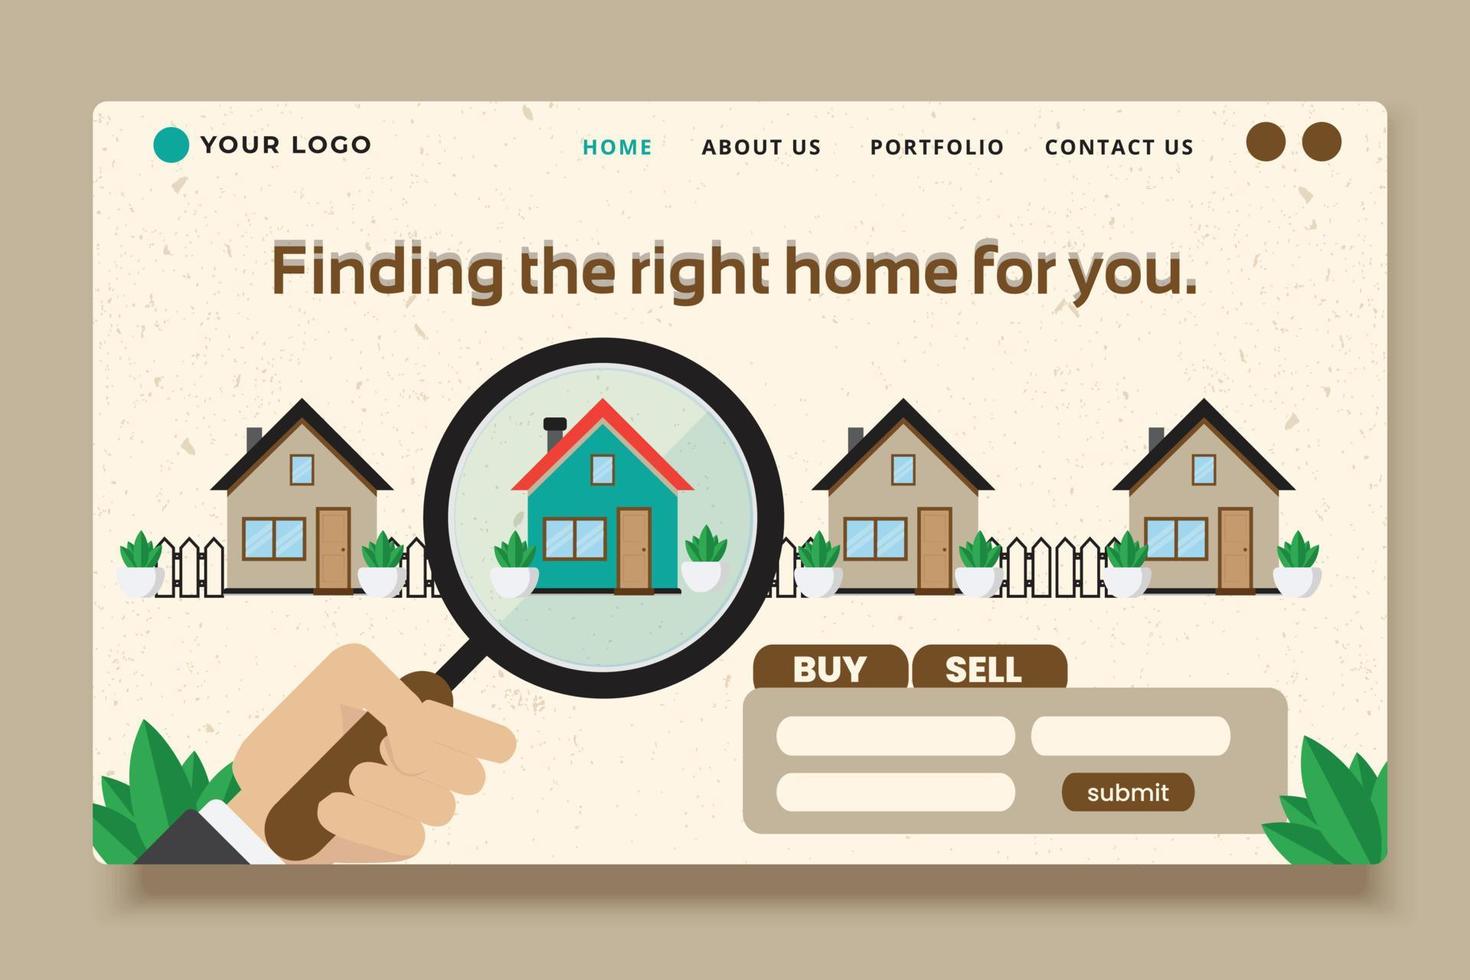 YOUR LOGO
HOME ABOUT US PORTFOLIO CONTACT US
Finding the right home for you.
BUY SELL
submit